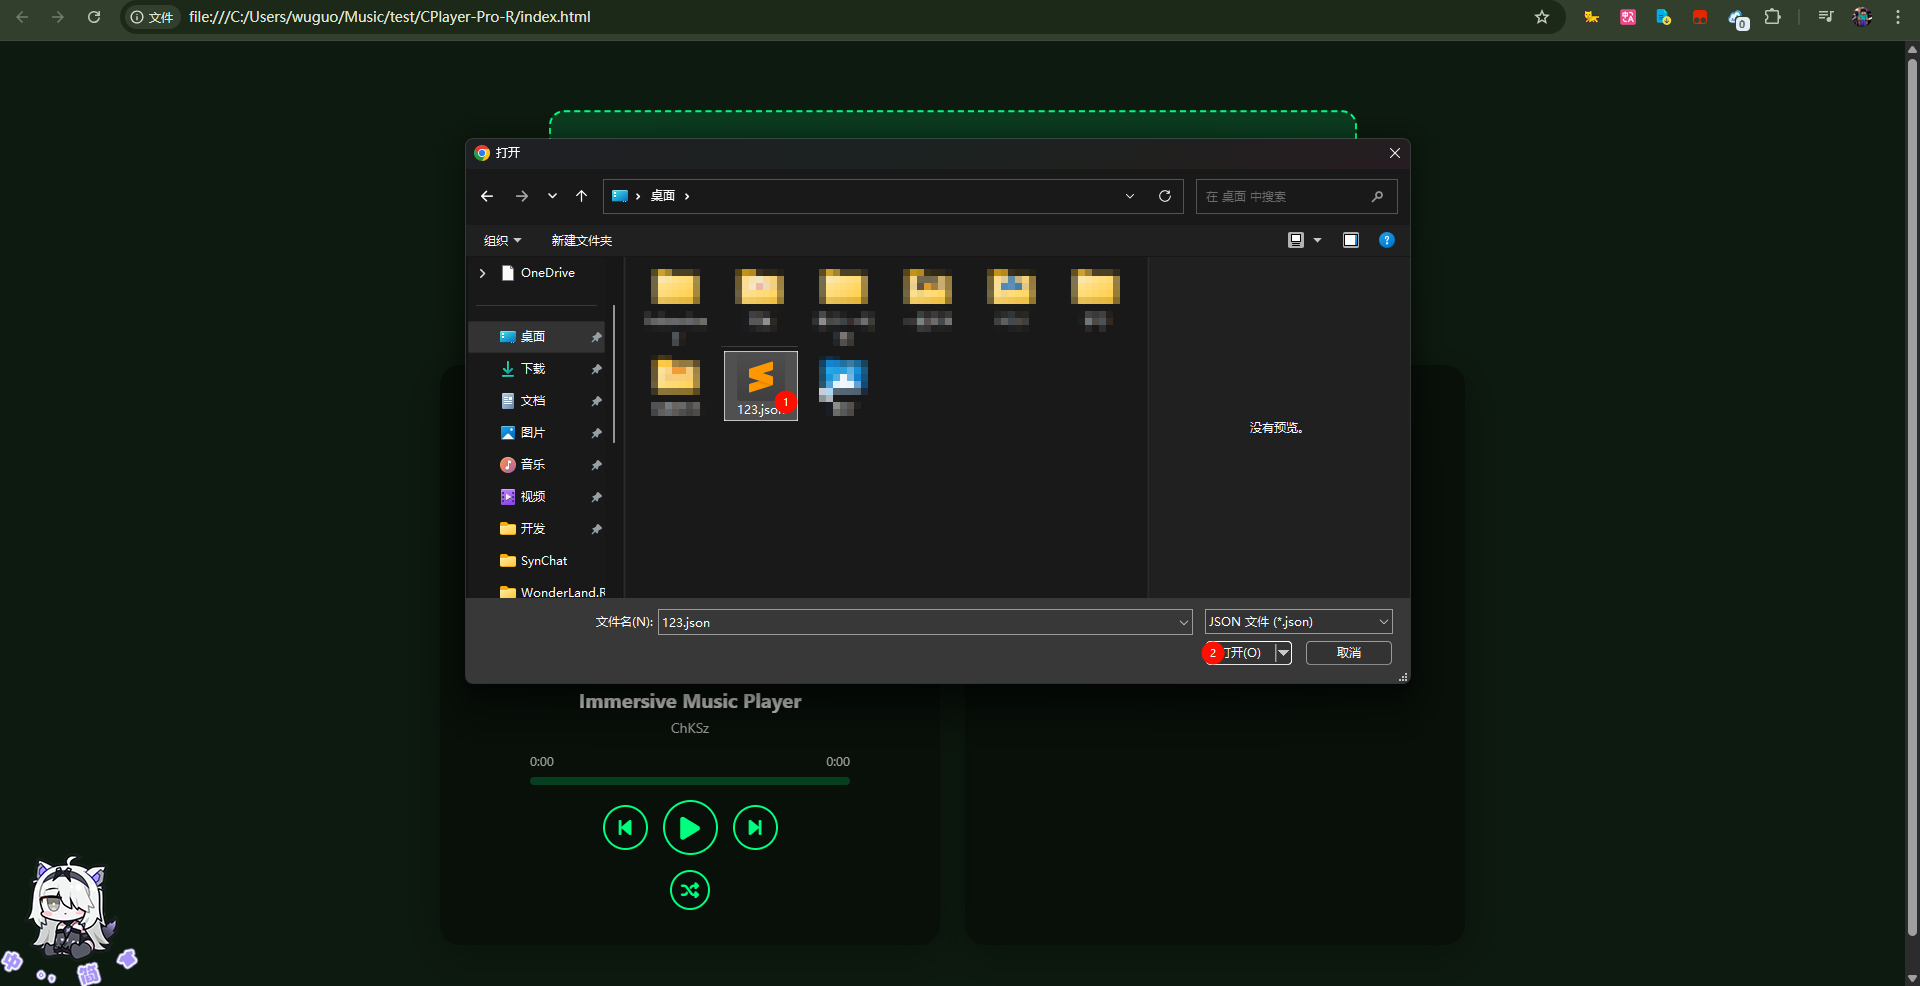 文件
file:///C:/Users/wuguo/Music/test/CPlayer-Pro-R/index.html
0
打开
桌面
在 桌面 中搜索
组织
新建文件夹
?
OneDrive
桌面
下载
文档
图片
音乐
视频
开发
SynChat
WonderLand.R
123.json
1
没有预览。
文件名(N):
123.json
JSON 文件 (*.json)
2
打开(O)
取消
Immersive Music Player
ChKSz
0:00
0:00
中
简